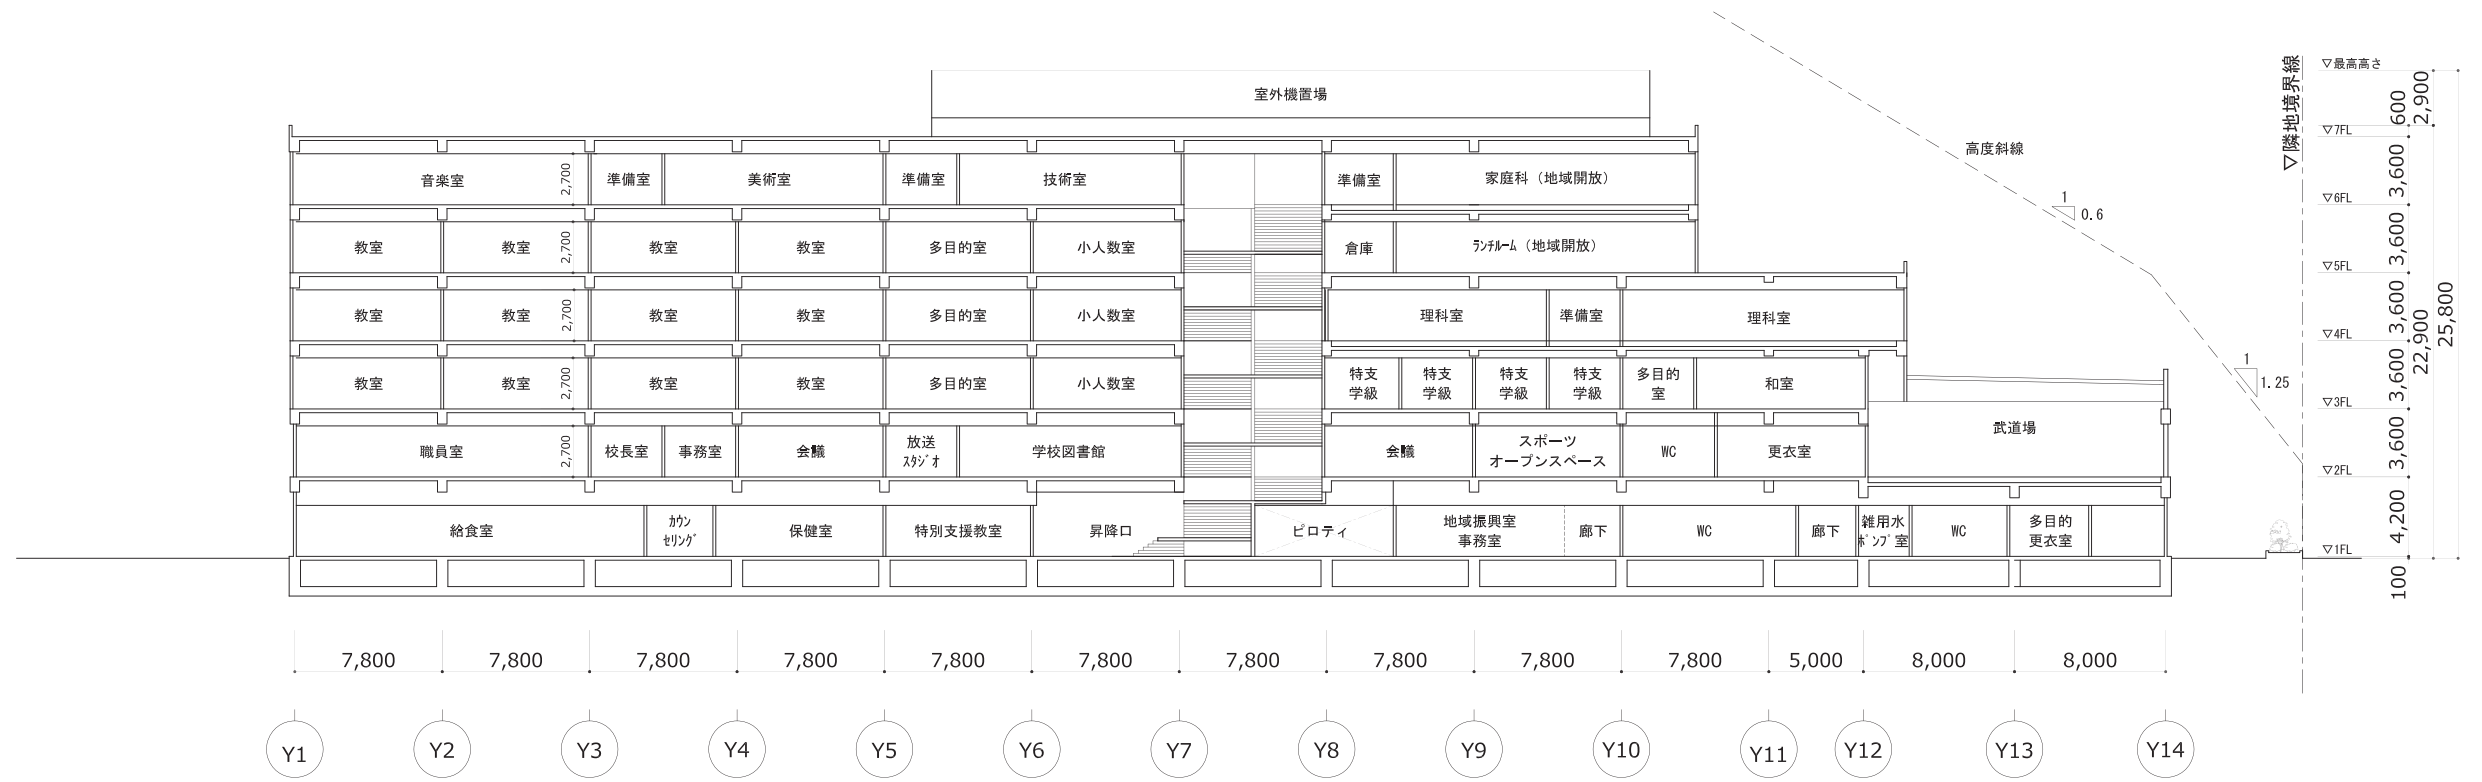 ▽最高高さ
▽隣地境界線
2,900
600
室外機置場
▽7FL
高度斜線
音楽室
2,700
準備室
美術室
準備室
技術室
準備室
家庭科（地域開放）
3,600
▽6FL
1
0.6
教室
教室
2,700
教室
教室
多目的室
小人数室
倉庫
ﾗﾝﾁﾙｰﾑ（地域開放）
3,600
▽5FL
教室
教室
2,700
教室
教室
多目的室
小人数室
理科室
準備室
理科室
3,600
22,900
25,800
▽4FL
教室
教室
2,700
教室
教室
多目的室
小人数室
特支
学級
特支
学級
特支
学級
特支
学級
多目的
室
和室
1
1.25
3,600
▽3FL
職員室
2,700
校長室
事務室
会議
放送
ｽﾀｼﾞｵ
学校図書館
会議
スポーツ
オープンスペース
WC
更衣室
武道場
3,600
▽2FL
給食室
ｶｳﾝ
ｾﾘﾝｸﾞ
保健室
特別支援教室
昇降口
ピロティ
地域振興室
事務室
廊下
WC
廊下
雑用水
ﾎﾟﾝﾌﾟ室
WC
多目的
更衣室
4,200
▽1FL
100
7,800
7,800
7,800
7,800
7,800
7,800
7,800
7,800
7,800
7,800
5,000
8,000
8,000
Y1
Y2
Y3
Y4
Y5
Y6
Y7
Y8
Y9
Y10
Y11
Y12
Y13
Y14